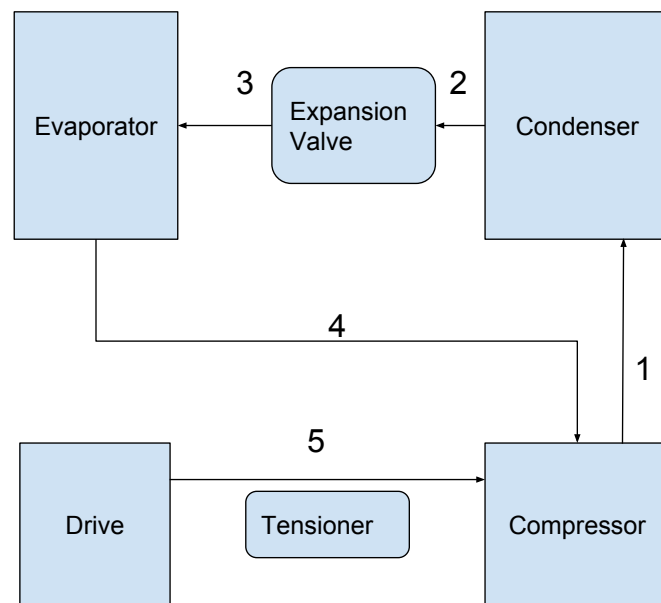 3
2
Evaporator
Expansion
Valve
Condenser
4
1
5
Drive
Tensioner
Compressor